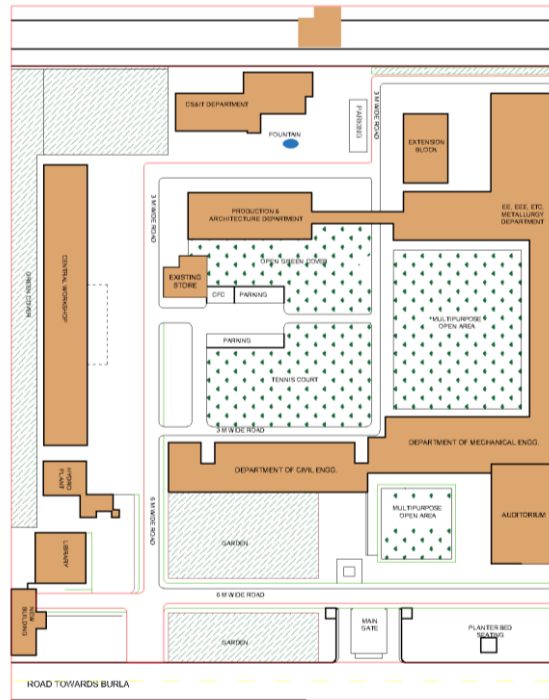 CS&IT DEPARTMENT
PARKING
3 M WIDE ROAD
FOUNTAIN
EXTENSION
BLOCK
3 M WIDE ROAD
PRODUCTION &
ARCHITECTURE DEPARTMENT
EE, EEE, ETC,
METALLURGY
DEPARTMENT
OPEN GREEN COVER
GREEN COVER
CENTRAL WORKSHOP
EXISTING
STORE
CFC
PARKING
MULTIPURPOSE
OPEN AREA
PARKING
TENNIS COURT
3 M WIDE ROAD
DEPARTMENT OF MECHANICAL ENGG.
DEPARTMENT OF CIVIL ENGG.
HYDRO
PLANT
6 M WIDE ROAD
MULTIPURPOSE
OPEN AREA
AUDITORIUM
LIBRARY
GARDEN
6 M WIDE ROAD
NEW
BUILDING
MAIN
GATE
PLANTER BED
SEATING
GARDEN
ROAD TOWARDS BURLA